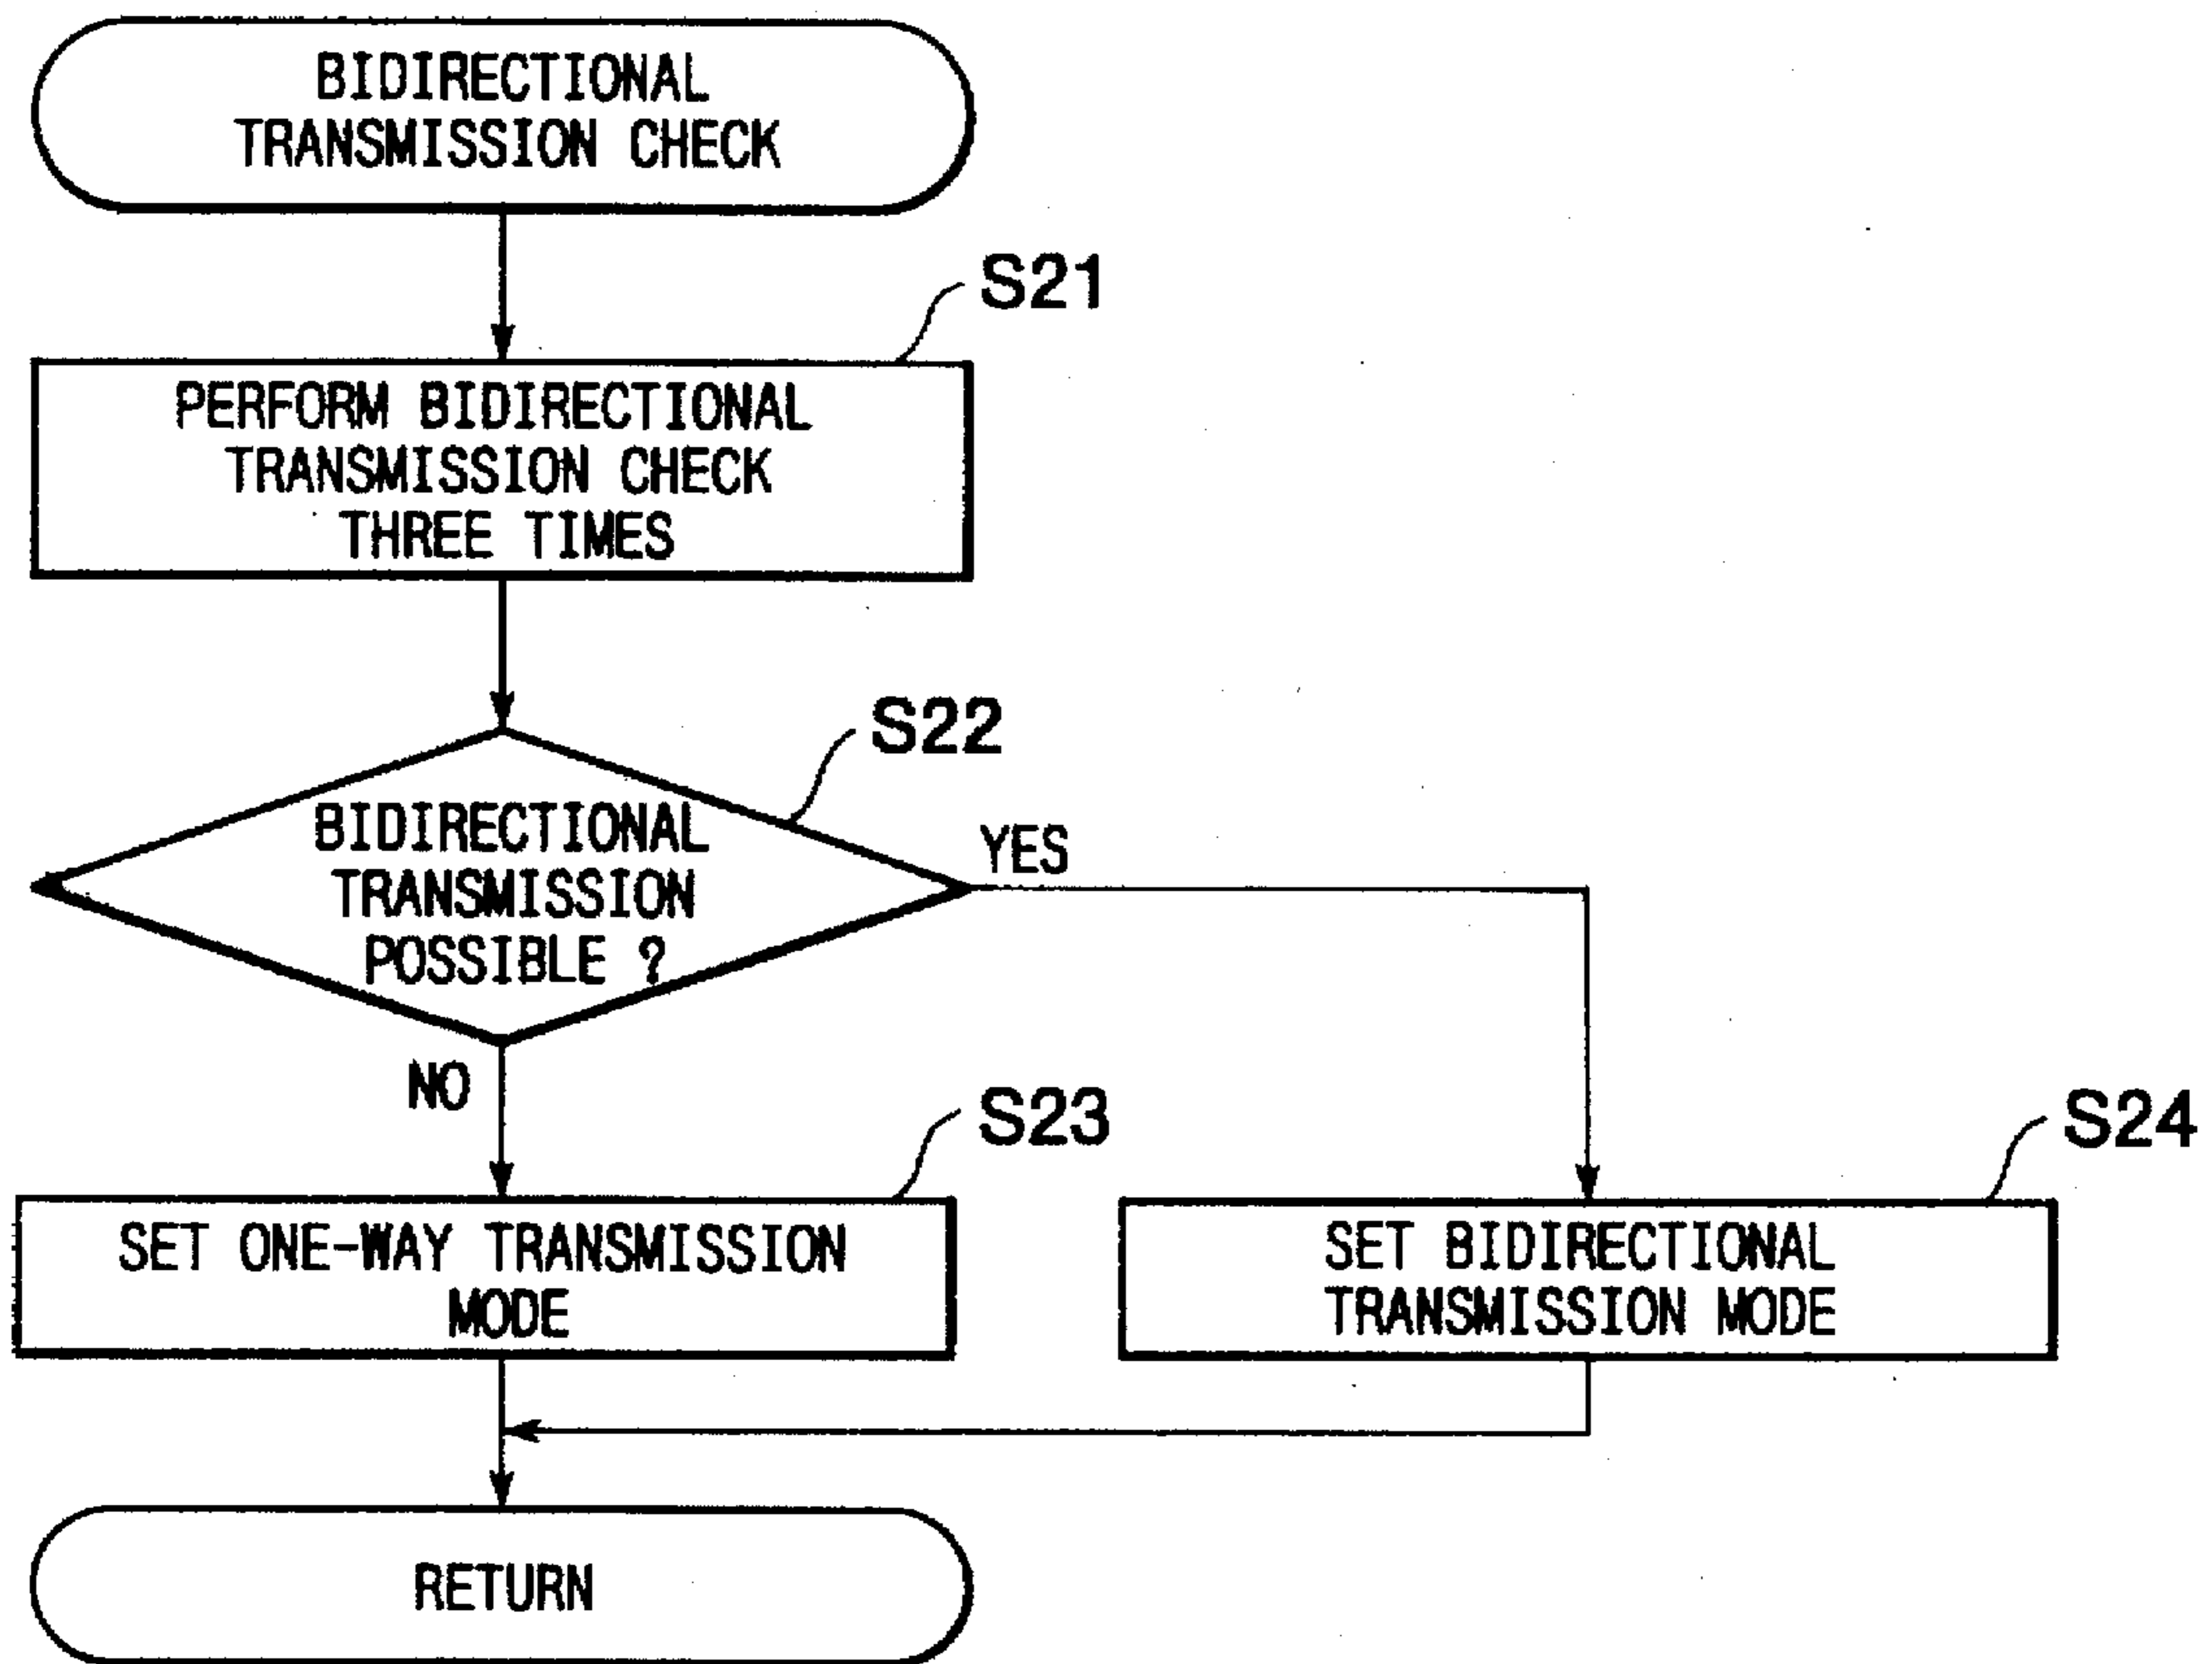 BIDIRECTIONAL
TRANSMISSION CHECK
S21
PERFORM BIDIRECTIONAL
TRANSMISSION CHECK
THREE TIMES
S22
BIDIRECTIONAL
TRANSMISSION
POSSIBLE ?
YES
NO
S23
SET ONE-WAY TRANSMISSION
MODE
S24
SET BIDIRECTIONAL
TRANSMISSION MODE
RETURN